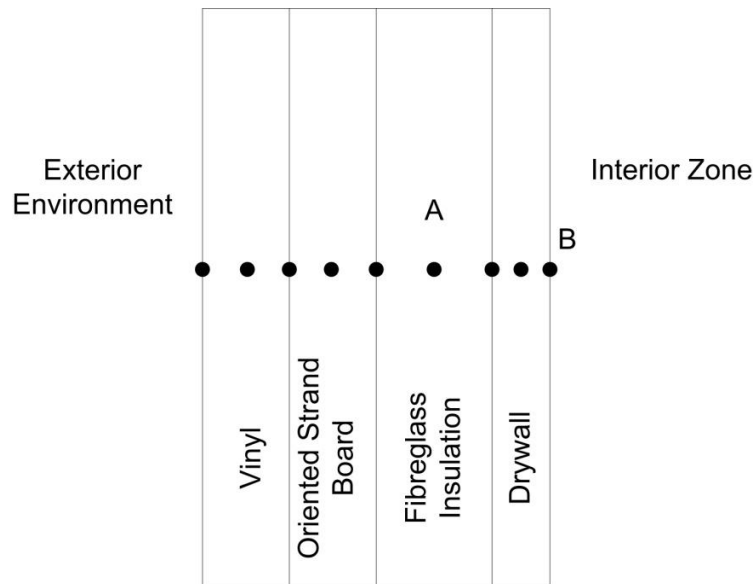 Exterior
Environment
Interior Zone
A
B
Vinyl
Oriented Strand
Board
Fibreglass
Insulation
Drywall